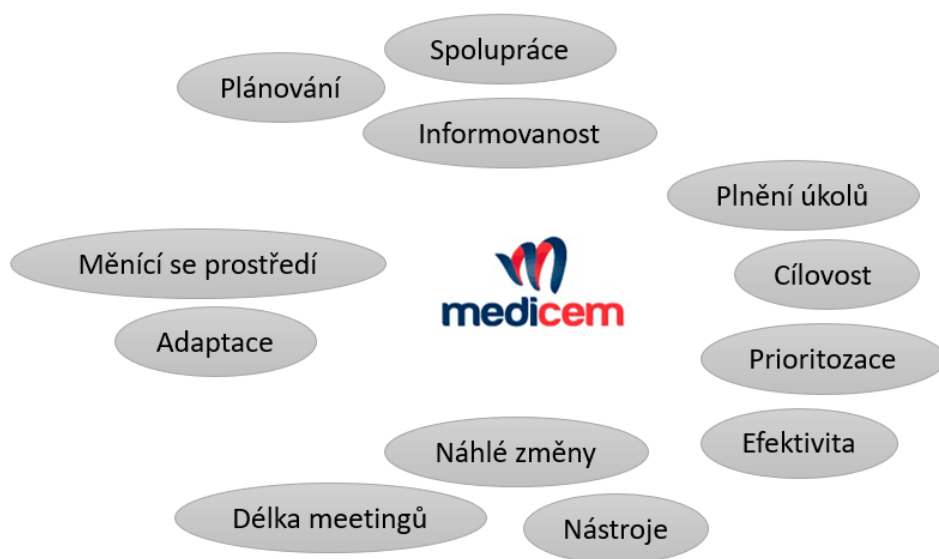 Spolupráce
Plánování
Informovanost
Plnění úkolů
Měnící se prostředí
Cílovost
medicem
Adaptace
Prioritozace
Efektivita
Náhlé změny
Délka meetingů
Nástroje